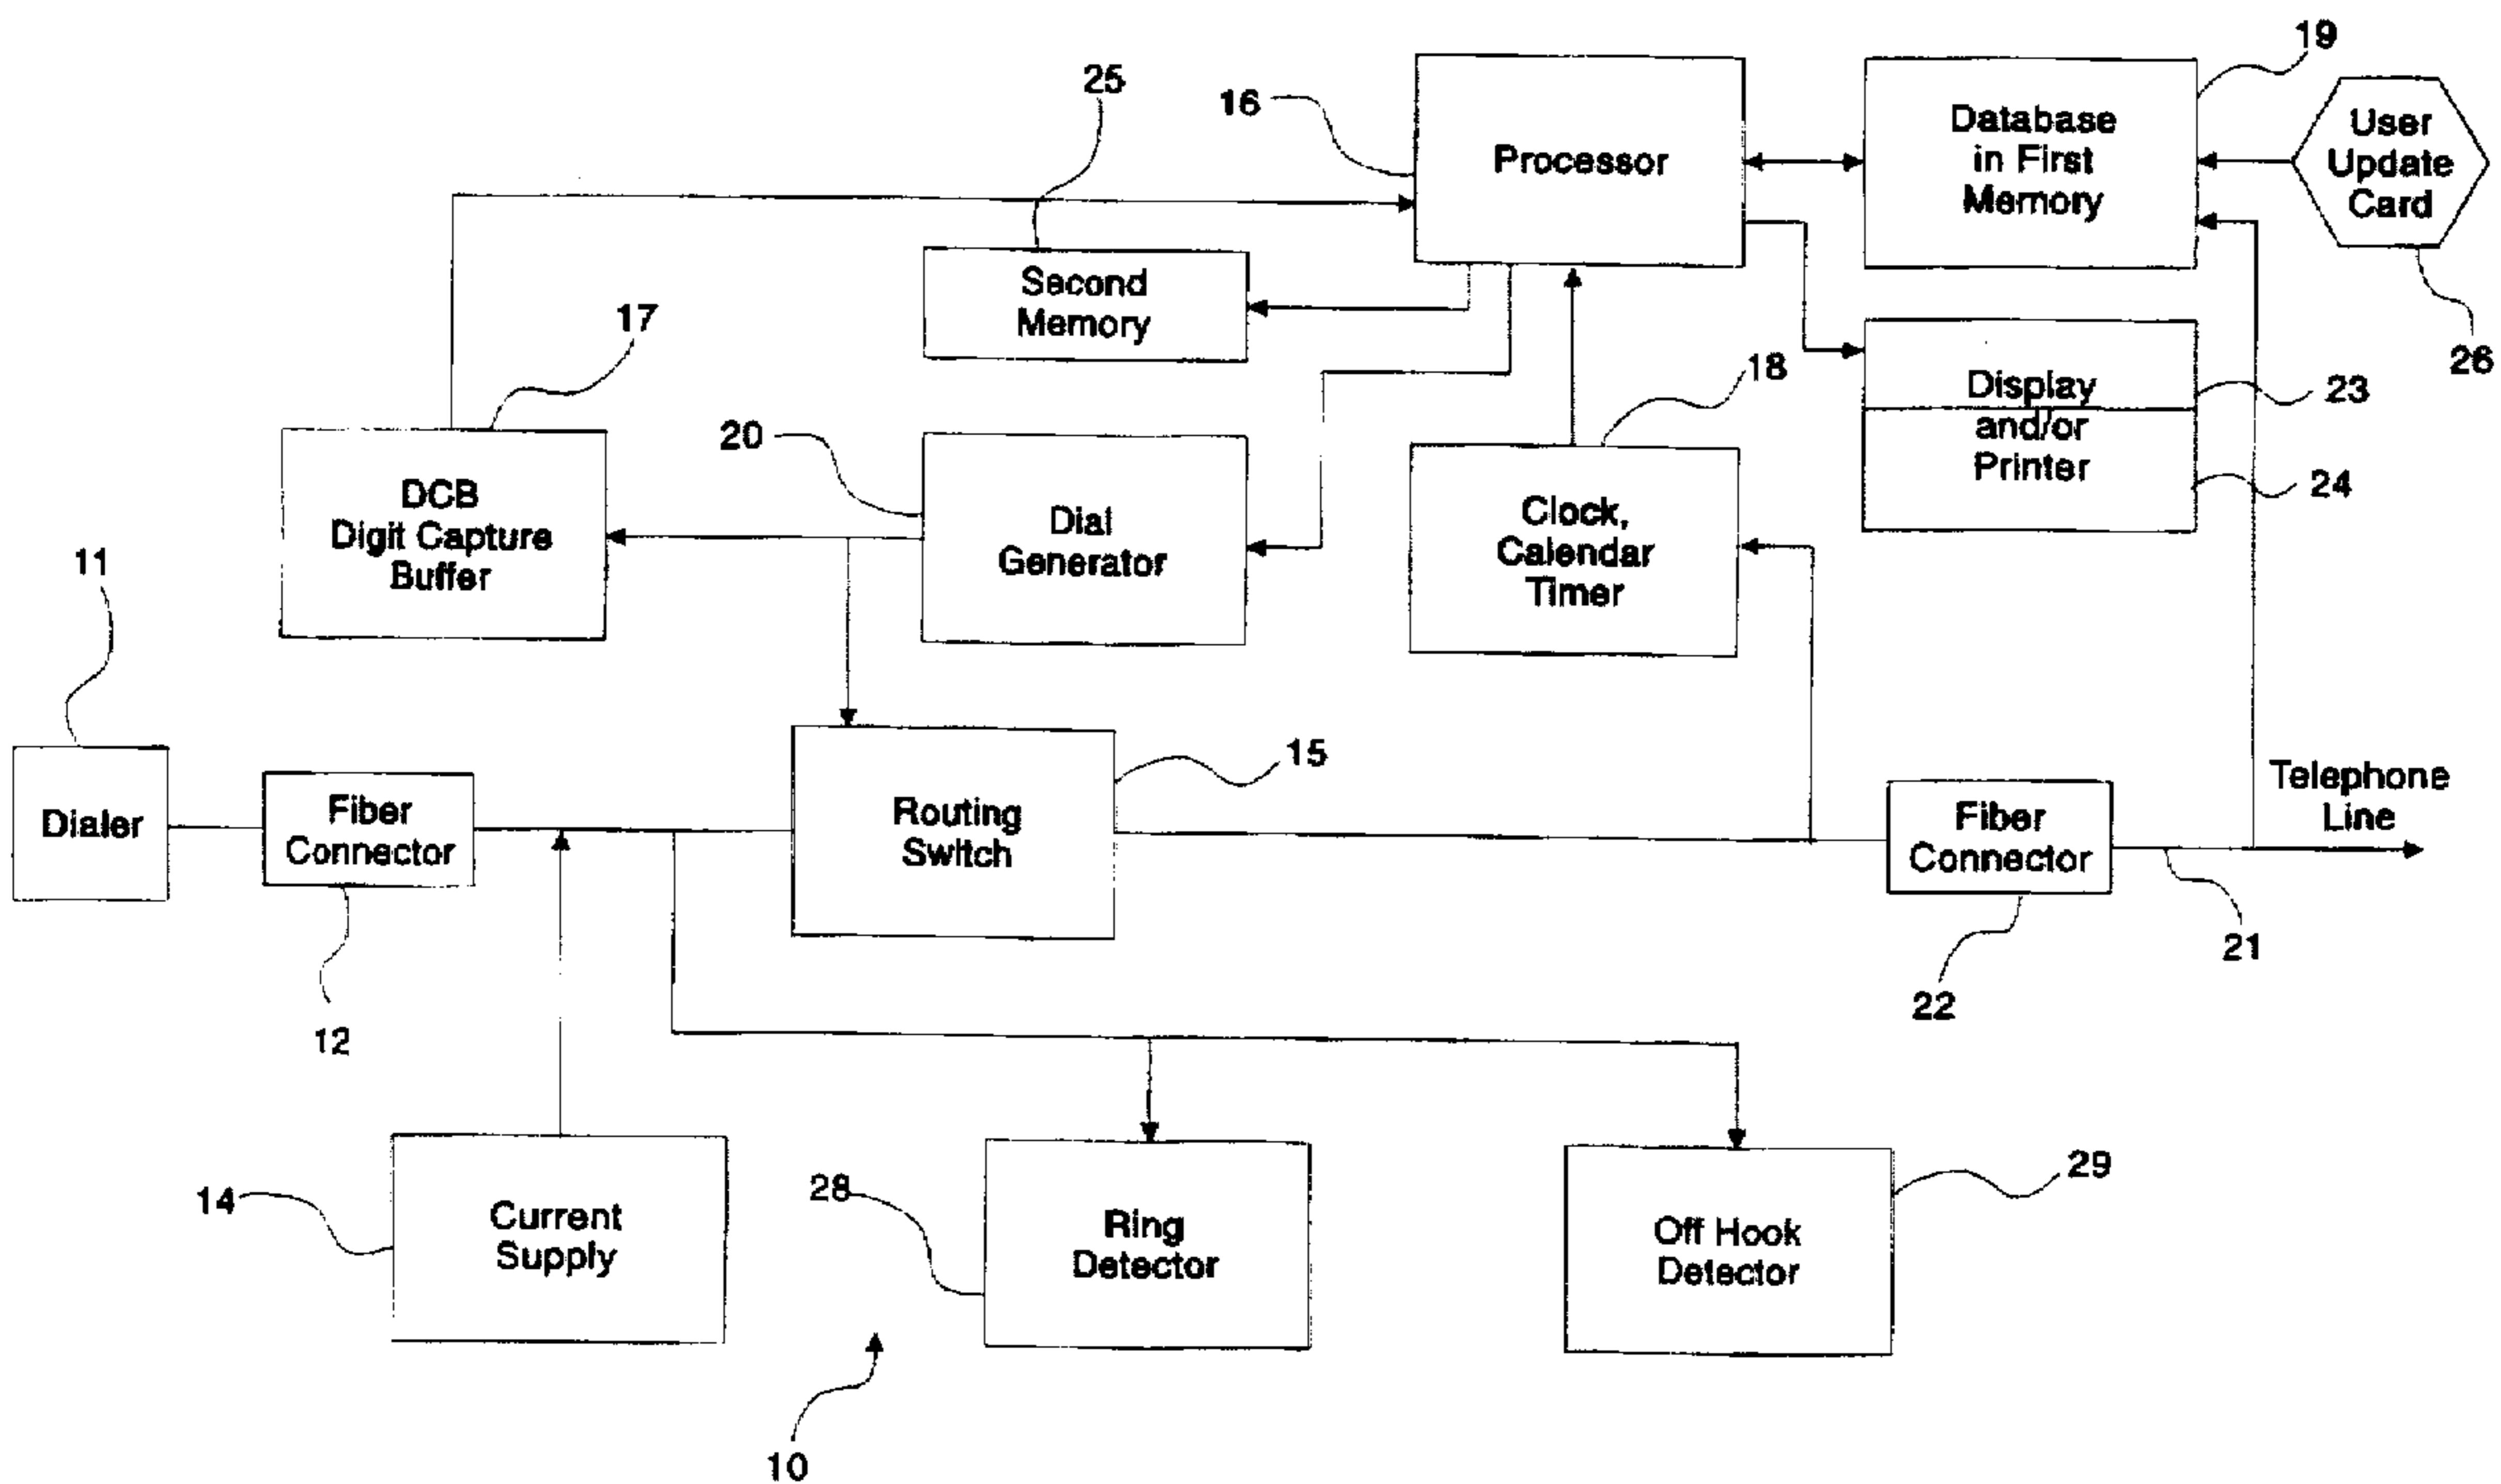 19
25
16
Processor
Database
in First
Memory
User
Update
Card
Second
Memory
17
26
18
23
Display
and/or
Printer
24
20
DCB
Digit Capture
Buffer
Dial
Generator
Clock,
Calendar
Timer
11
15
Telephone
Line
Dialer
Fiber
Connector
Routing
Switch
Fiber
Connector
21
22
12
14
Current
Supply
28
Ring
Detector
29
Off Hook
Detector
10